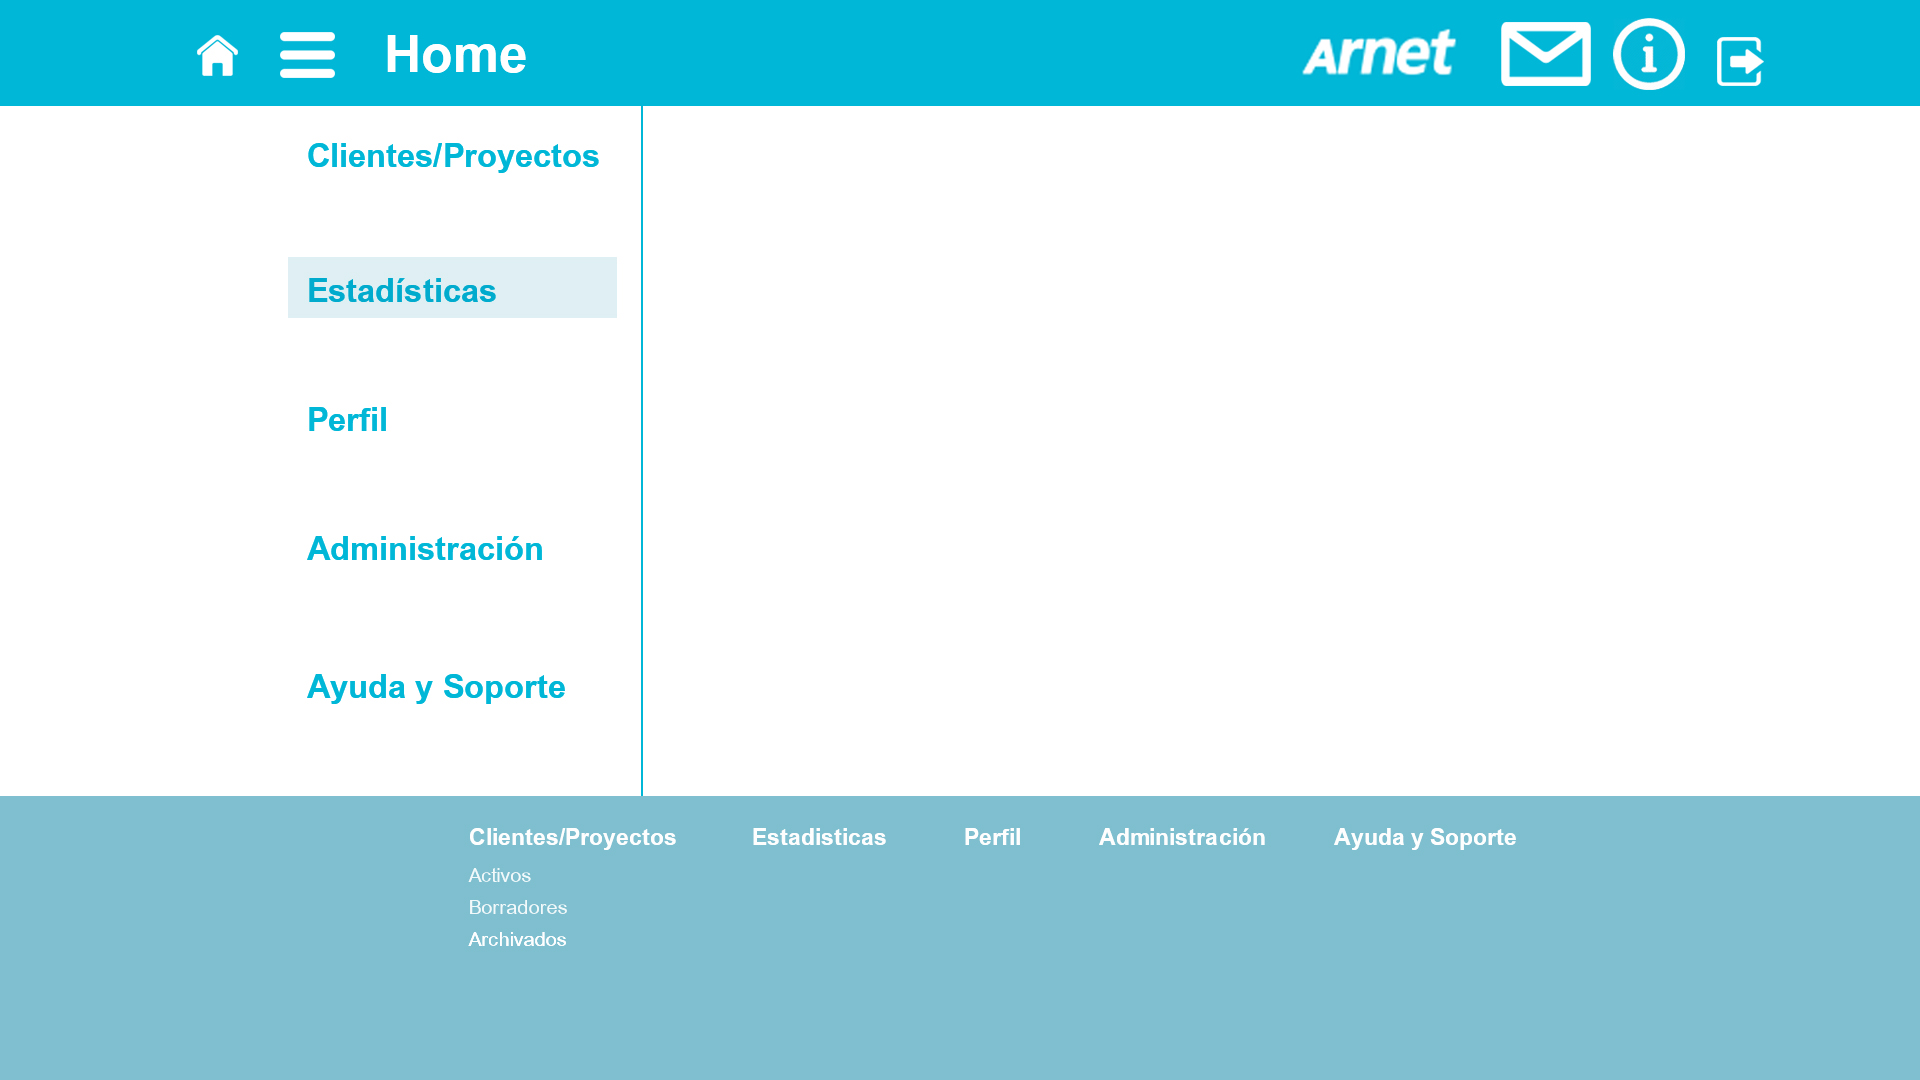 Home
Arnet
Clientes/Proyectos
Estadísticas
Perfil
Administración
Ayuda y Soporte
Clientes/Proyectos Estadisticas Perfil Administración Ayuda y Soporte
Activos
Borradores
Archivados